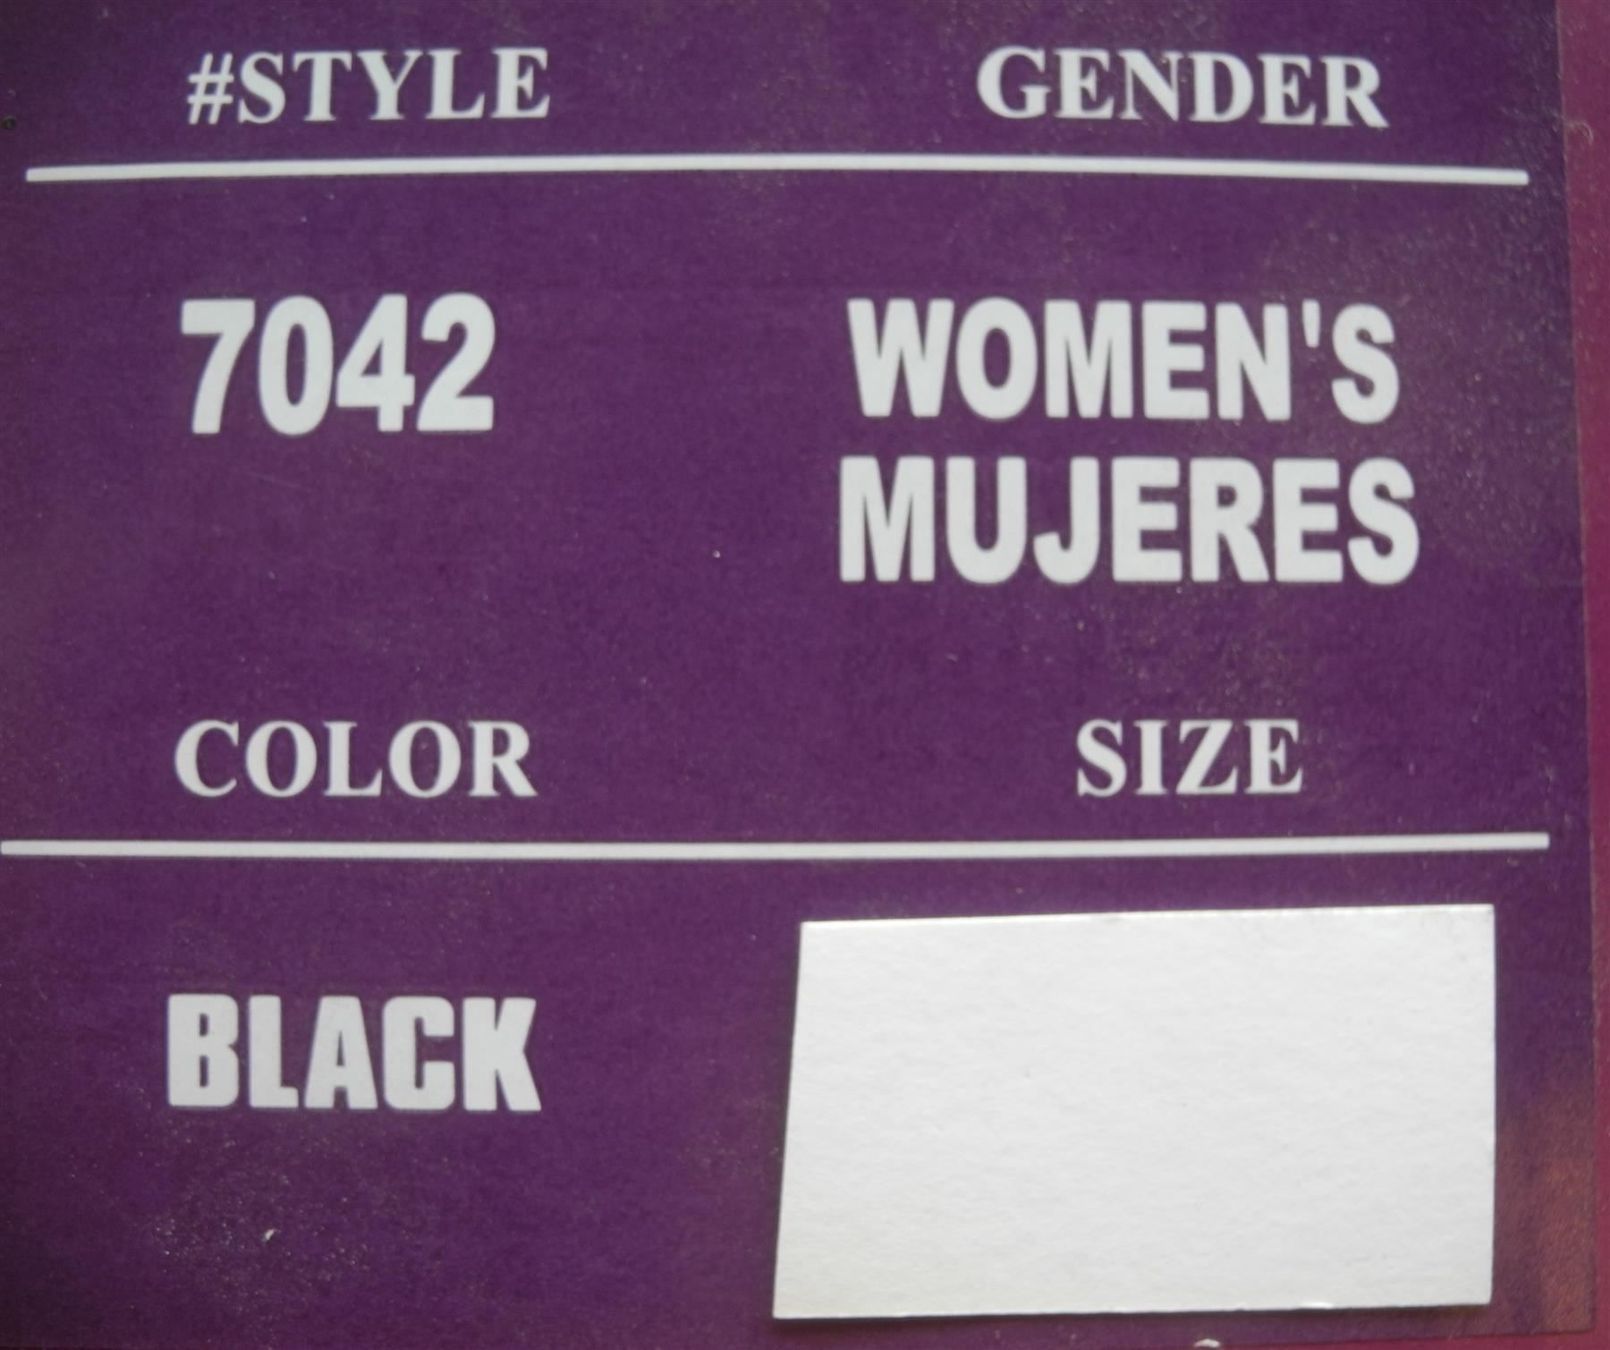 #STYLE GENDER
7042 WOMEN'S
MUJERES
COLOR SIZE
BLACK